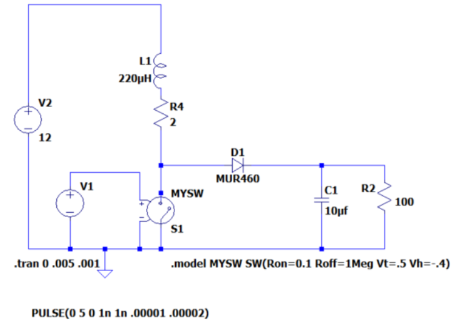 L1
220µH
R4
2
V2
12
D1
MUR460
V1
MYSW
S1
C1
10µf
R2
100
.tran 0 .005 .001
.model MYSW SW(Ron=0.1 Roff=1Meg Vt=.5 Vh=-.4)
PULSE(0 5 0 1n 1n .00001 .00002)